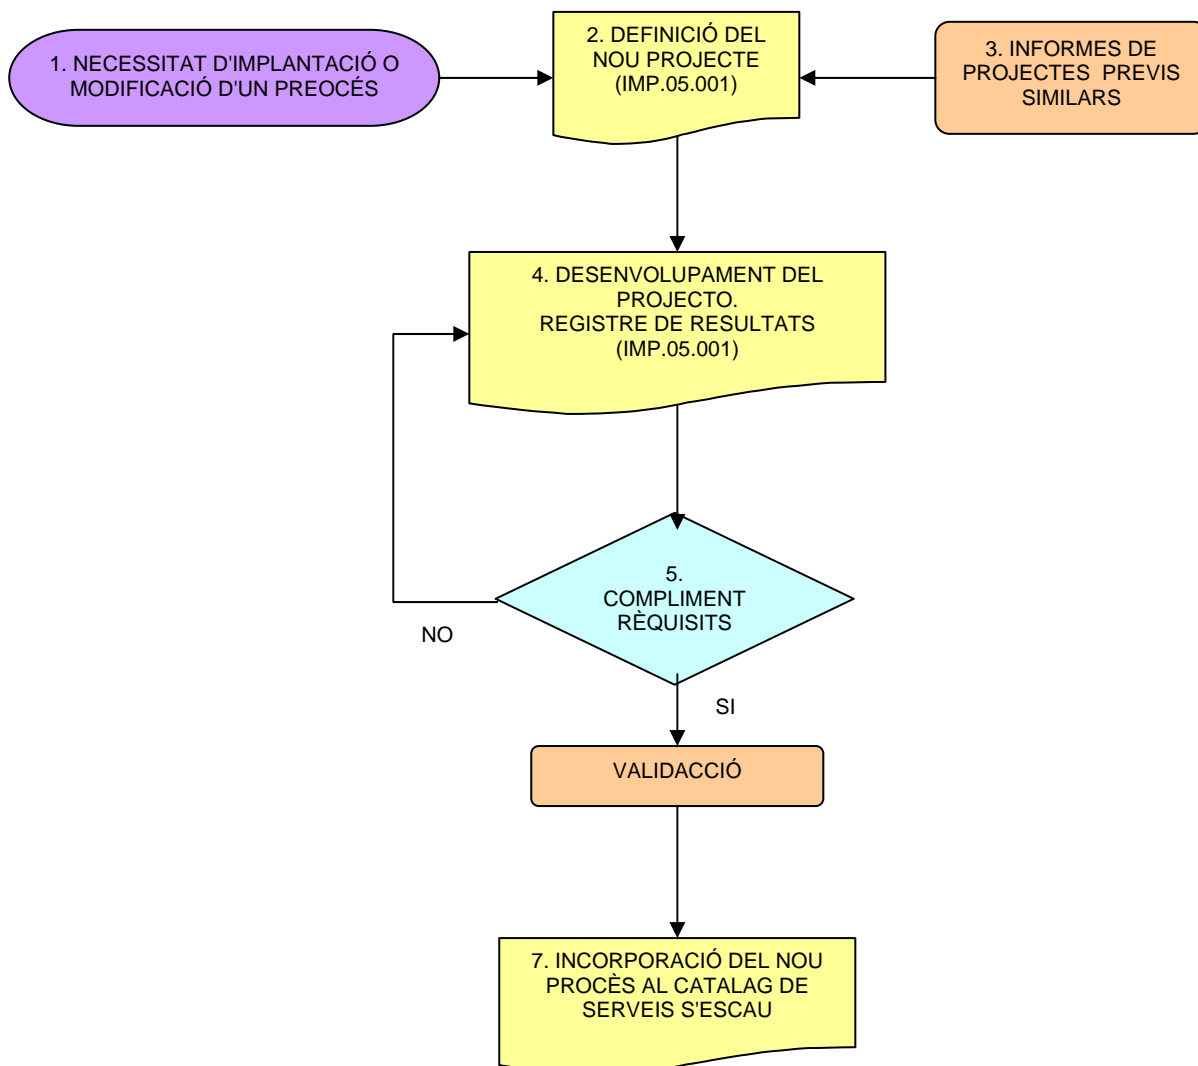 1. NECESSITAT D'IMPLANTACIÓ O
MODIFICACIÓ D'UN PREOCÉS
2. DEFINICIÓ DEL
NOU PROJECTE
(IMP.05.001)
3. INFORMES DE
PROJECTES PREVIS
SIMILARS
4. DESENVOLUPAMENT DEL
PROJECTO.
REGISTRE DE RESULTATS
(IMP.05.001)
5.
COMPLIMENT
RÈQUISITS
NO
SI
VALIDACCIÓ
7. INCORPORACIÓ DEL NOU
PROCÈS AL CATALAG DE
SERVEIS S'ESCAU